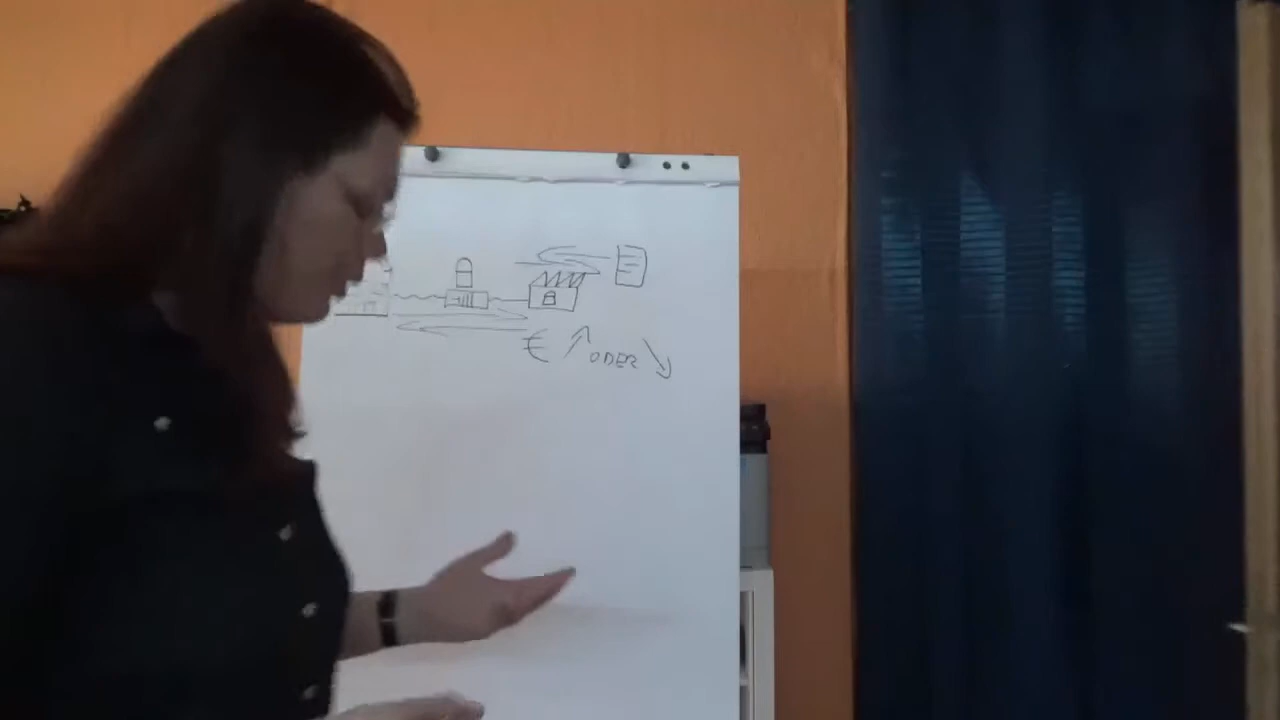 € ↗ ODER ↘